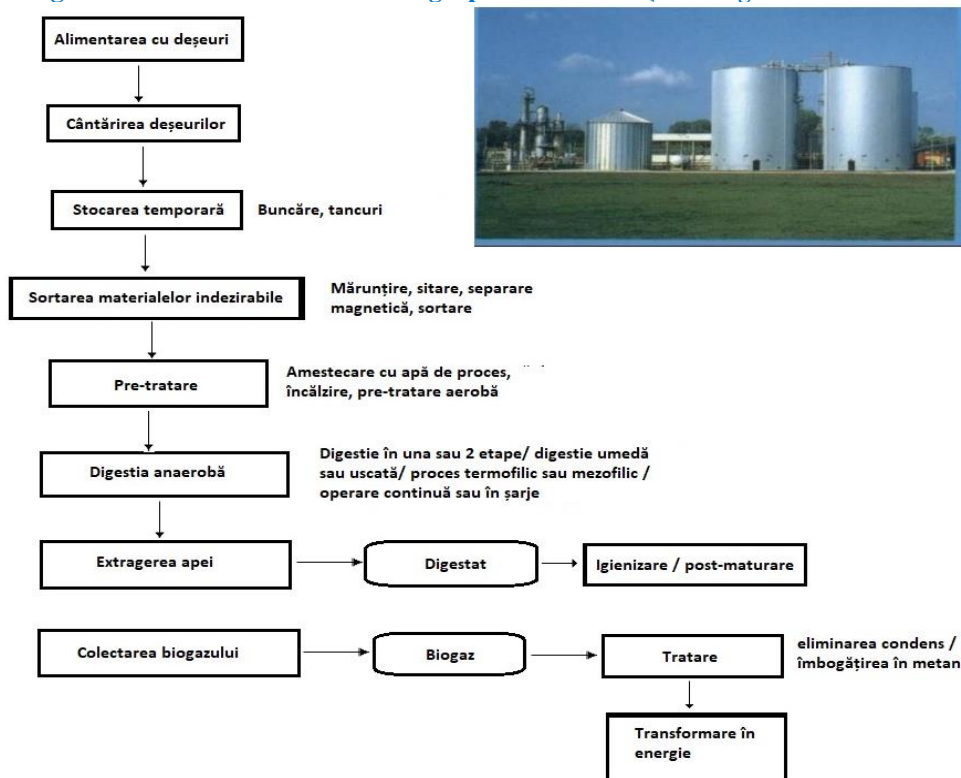 Alimentarea cu deșeuri
Cântărirea deșeurilor
Stocarea temporară
Buncăre, tancuri
Sortarea materialelor indezirabile
Mărunțire, sitare, separare
magnetică, sortare
Pre-tratare
Amestecare cu apă de proces,
încălzire, pre-tratare aerobă
Digestia anaerobă
Digestie în una sau 2 etape/ digestie umedă
sau uscată/ proces termofilic sau mezofilic /
operare continuă sau în șarje
Extragerea apei
Digestat
Igienizare / post-maturare
Colectarea biogazului
Biogaz
Tratare
eliminarea condens /
îmbogățirea în metan
Transformare în
energie